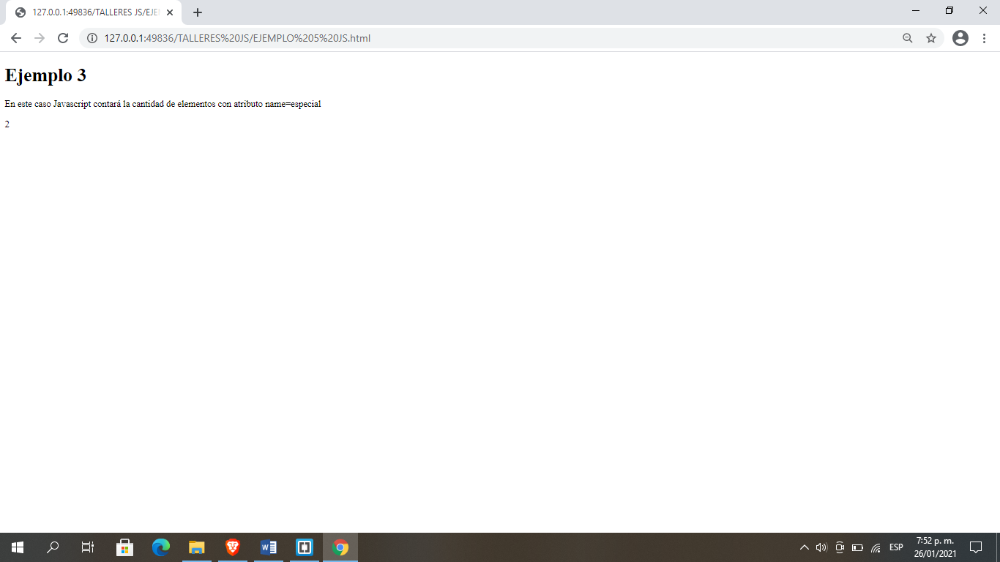 127.0.0.1:49836/TALLERES JS/EJE
127.0.0.1:49836/TALLERES%20JS/EJEMPLO%205%20JS.html
Ejemplo 3
En este caso Javascript contará la cantidad de elementos con atributo name=especial
2
ESP
7:52 p. m.
26/01/2021